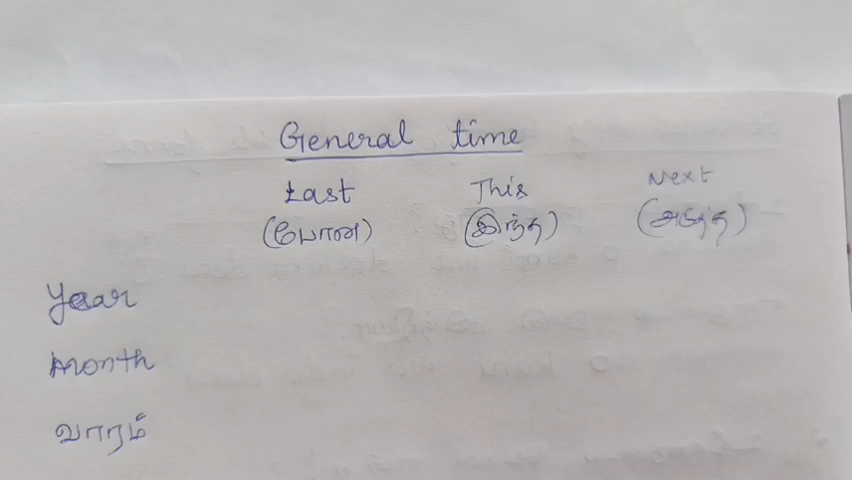 General time
Last This Next
(போன) (இந்த) (அடுத்த)
Year
Month
வாரம்